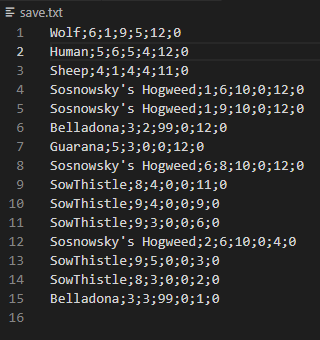 save.txt
1 Wolf;6;1;9;5;12;0
2 Human;5;6;5;4;12;0
3 Sheep;4;1;4;4;11;0
4 Sosnowsky's Hogweed;1;6;10;0;12;0
5 Sosnowsky's Hogweed;1;9;10;0;12;0
6 Belladona;3;2;99;0;12;0
7 Guarana;5;3;0;0;12;0
8 Sosnowsky's Hogweed;6;8;10;0;12;0
9 SowThistle;8;4;0;0;11;0
10 SowThistle;9;4;0;0;9;0
11 SowThistle;9;3;0;0;6;0
12 Sosnowsky's Hogweed;2;6;10;0;4;0
13 SowThistle;9;5;0;0;3;0
14 SowThistle;8;3;0;0;2;0
15 Belladona;3;3;99;0;1;0
16